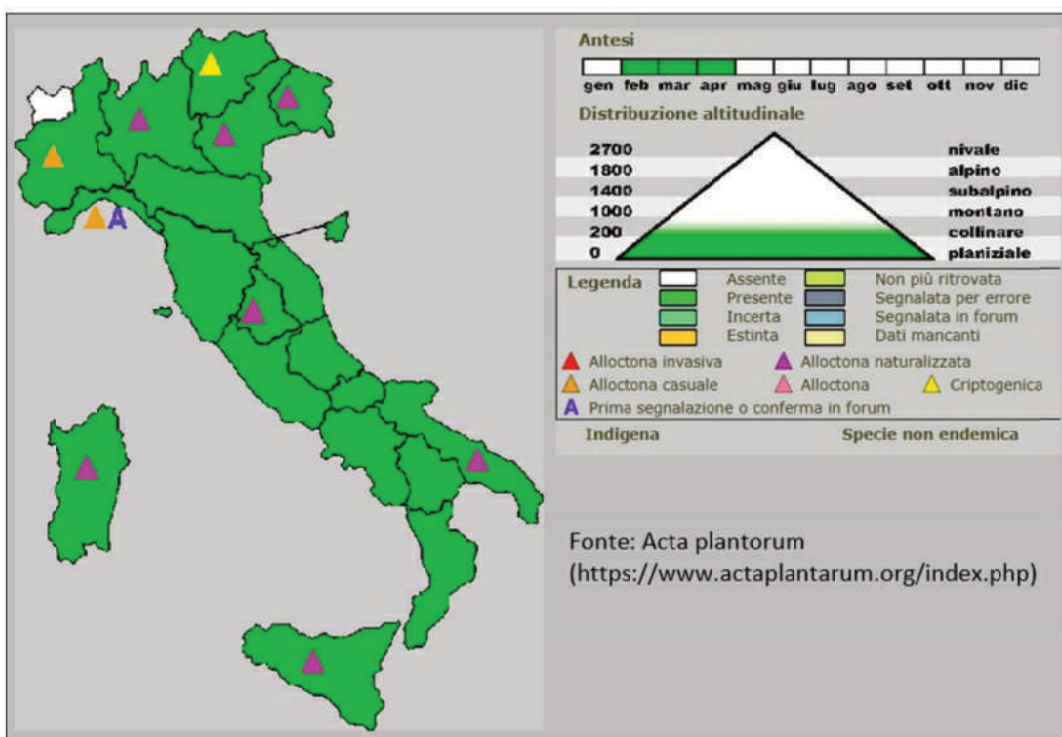 Antesi
gen feb mar apr mag giu lug ago set ott nov dic
Distribuzione altitudinale
2700 nivale
1800 alpino
1400 subalpino
1000 montano
200 collinare
0 planiziale
Legenda Assente Non più ritrovata
Presente Segnalata per errore
Incerta Segnalata in forum
Estinta Dati mancanti
Alloctona invasiva Alloctona naturalizzata
Alloctona casuale Alloctona Criptogenica
A Prima segnalazione o conferma in forum
Indigena Specie non endemica
A
Fonte: Acta plantorum
(https://www.actaplantarum.org/index.php)